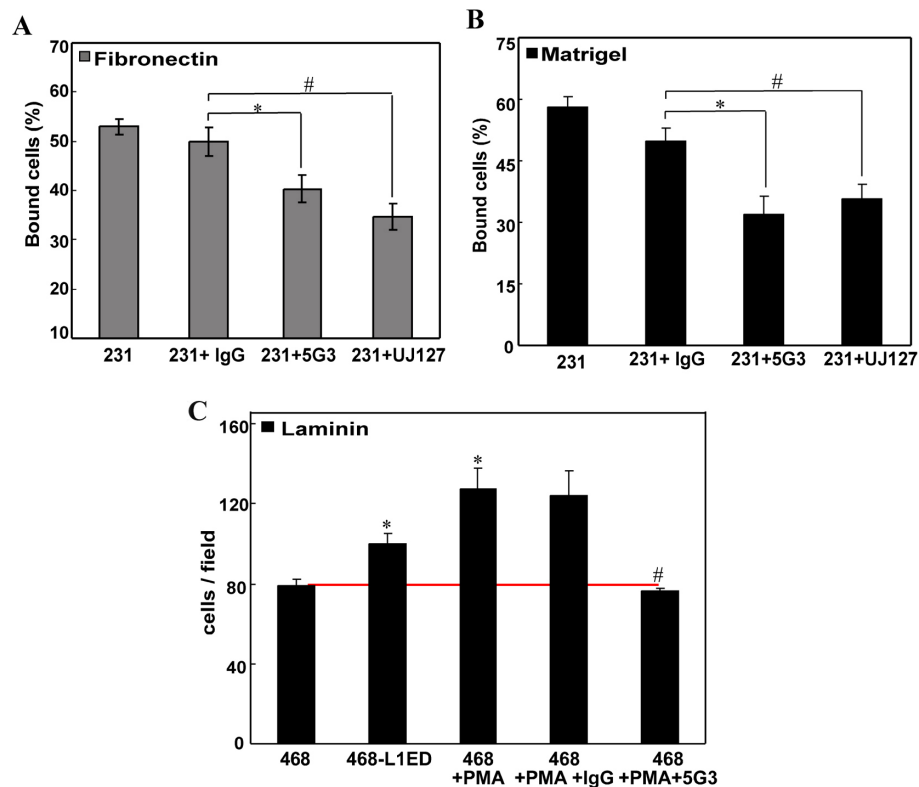 A
70
Fibronectin
60
#
*
50
40
30
20
10
Bound cells (%)
231
231+ IgG
231+5G3
231+UJ127
B
75
Matrigel
#
60
*
45
30
15
0
Bound cells (%)
231
231+ IgG
231+5G3
231+UJ127
C
160
Laminin
*
120
*
80
#
40
0
cells / field
468
468-L1ED
468
+PMA
468
+PMA +IgG
468
+PMA+5G3